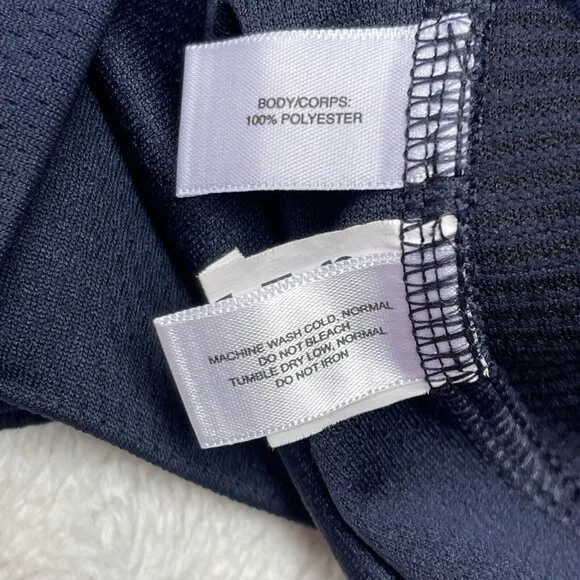 BODY/CORPS:
100% POLYESTER
MACHINE WASH COLD, NORMAL
DO NOT BLEACH
TUMBLE DRY LOW, NORMAL
DO NOT IRON